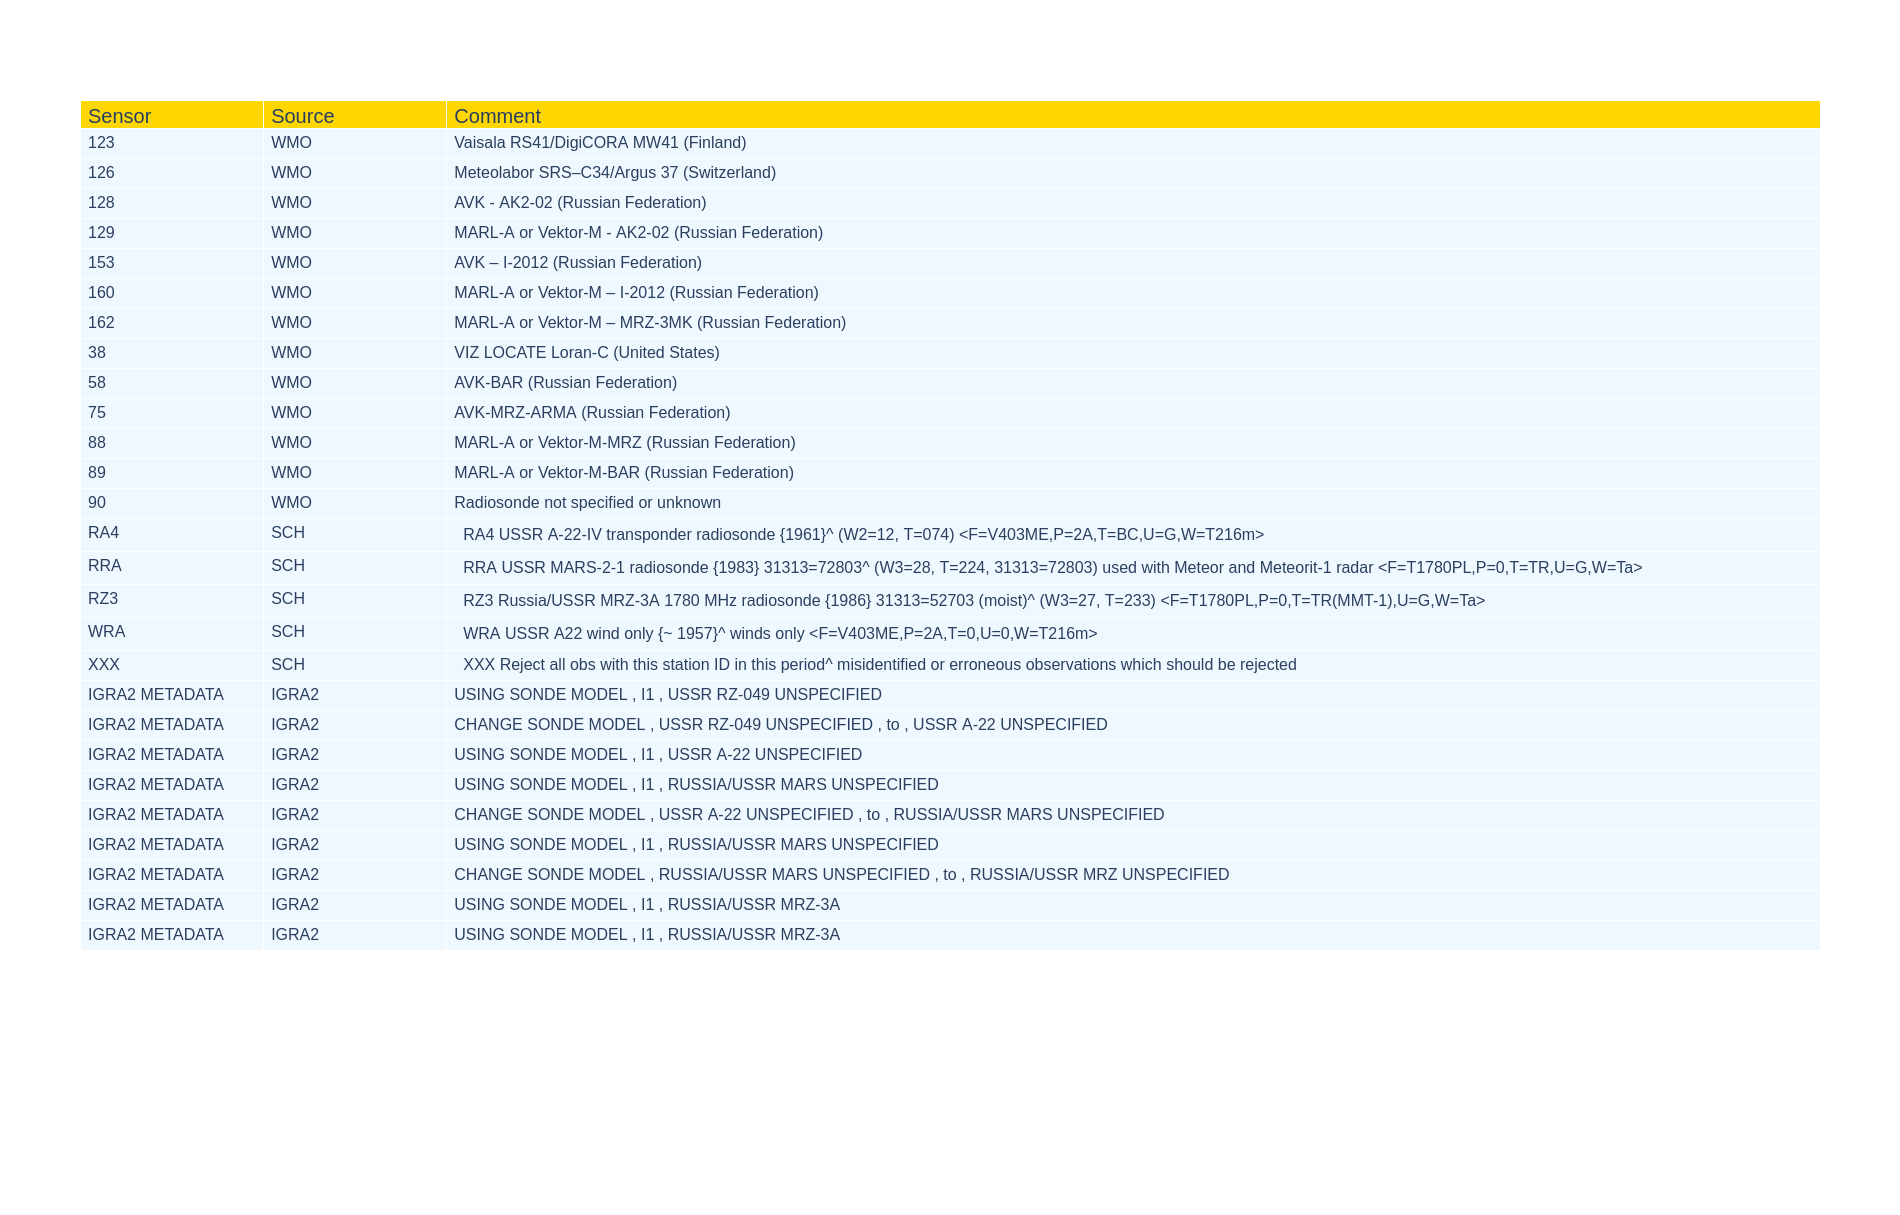 Sensor Source Comment
123 WMO Vaisala RS41/DigiCORA MW41 (Finland)
126 WMO Meteolabor SRS–C34/Argus 37 (Switzerland)
128 WMO AVK - AK2-02 (Russian Federation)
129 WMO MARL-A or Vektor-M - AK2-02 (Russian Federation)
153 WMO AVK – I-2012 (Russian Federation)
160 WMO MARL-A or Vektor-M – I-2012 (Russian Federation)
162 WMO MARL-A or Vektor-M – MRZ-3MK (Russian Federation)
38 WMO VIZ LOCATE Loran-C (United States)
58 WMO AVK-BAR (Russian Federation)
75 WMO AVK-MRZ-ARMA (Russian Federation)
88 WMO MARL-A or Vektor-M-MRZ (Russian Federation)
89 WMO MARL-A or Vektor-M-BAR (Russian Federation)
90 WMO Radiosonde not specified or unknown
RA4 SCH RA4 USSR A-22-IV transponder radiosonde {1961}^ (W2=12, T=074) <F=V403ME,P=2A,T=BC,U=G,W=T216m>
RRA SCH RRA USSR MARS-2-1 radiosonde {1983} 31313=72803^ (W3=28, T=224, 31313=72803) used with Meteor and Meteorit-1 radar <F=T1780PL,P=0,T=TR,U=G,W=Ta>
RZ3 SCH RZ3 Russia/USSR MRZ-3A 1780 MHz radiosonde {1986} 31313=52703 (moist)^ (W3=27, T=233) <F=T1780PL,P=0,T=TR(MMT-1),U=G,W=Ta>
WRA SCH WRA USSR A22 wind only {~ 1957}^ winds only <F=V403ME,P=2A,T=0,U=0,W=T216m>
XXX SCH XXX Reject all obs with this station ID in this period^ misidentified or erroneous observations which should be rejected
IGRA2 METADATA IGRA2 USING SONDE MODEL , I1 , USSR RZ-049 UNSPECIFIED
IGRA2 METADATA IGRA2 CHANGE SONDE MODEL , USSR RZ-049 UNSPECIFIED , to , USSR A-22 UNSPECIFIED
IGRA2 METADATA IGRA2 USING SONDE MODEL , I1 , USSR A-22 UNSPECIFIED
IGRA2 METADATA IGRA2 USING SONDE MODEL , I1 , RUSSIA/USSR MARS UNSPECIFIED
IGRA2 METADATA IGRA2 CHANGE SONDE MODEL , USSR A-22 UNSPECIFIED , to , RUSSIA/USSR MARS UNSPECIFIED
IGRA2 METADATA IGRA2 USING SONDE MODEL , I1 , RUSSIA/USSR MARS UNSPECIFIED
IGRA2 METADATA IGRA2 CHANGE SONDE MODEL , RUSSIA/USSR MARS UNSPECIFIED , to , RUSSIA/USSR MRZ UNSPECIFIED
IGRA2 METADATA IGRA2 USING SONDE MODEL , I1 , RUSSIA/USSR MRZ-3A
IGRA2 METADATA IGRA2 USING SONDE MODEL , I1 , RUSSIA/USSR MRZ-3A